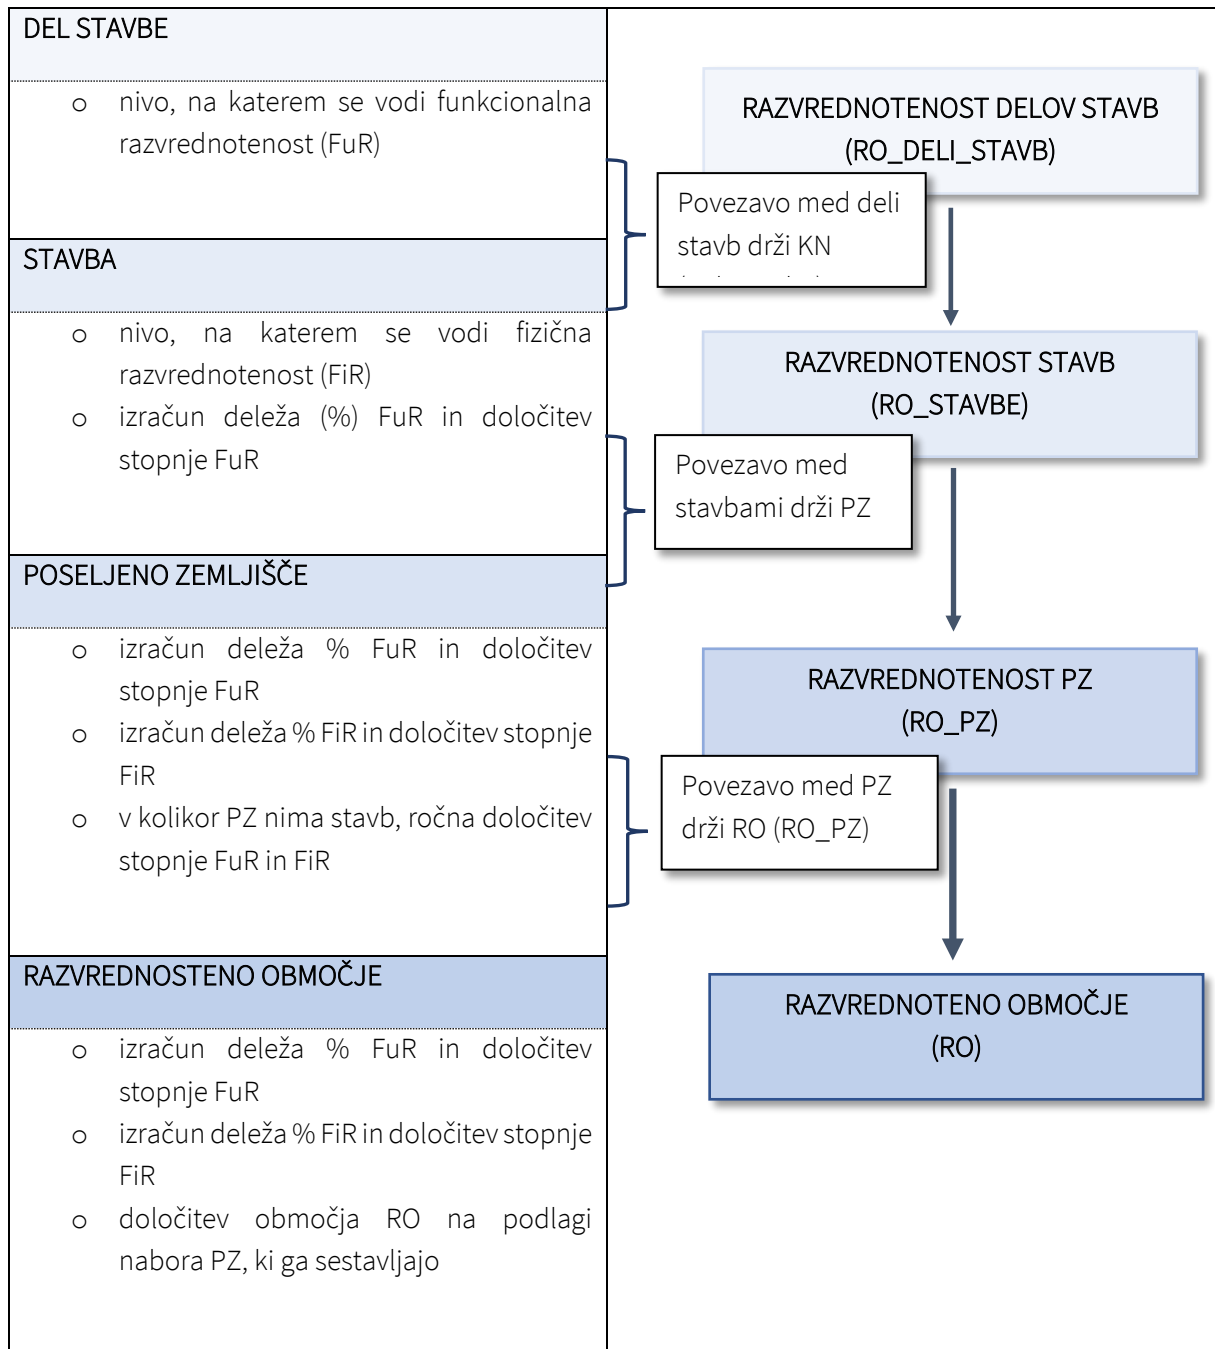 DEL STAVBE
o nivo, na katerem se vodi funkcionalna
razvrednotenost (FuR)
STAVBA
o nivo, na katerem se vodi fizična
razvrednotenost (FiR)
o izračun deleža (%) FuR in določitev
stopnje FuR
POSELJENO ZEMLJIŠČE
o izračun deleža % FuR in določitev
stopnje FuR
o izračun deleža % FiR in določitev stopnje
FiR
o v kolikor PZ nima stavb, ročna določitev
stopnje FuR in FiR
RAZVREDNOSTENO OBMOČJE
o izračun deleža % FuR in določitev
stopnje FuR
o izračun deleža % FiR in določitev stopnje
FiR
o določitev območja RO na podlagi
nabora PZ, ki ga sestavljajo
RAZVREDNOTENOST DELOV STAVB
(RO_DELI_STAVB)
Povezavo med deli
stavb drži KN
RAZVREDNOTENOST STAVB
(RO_STAVBE)
Povezavo med
stavbami drži PZ
RAZVREDNOTENOST PZ
(RO_PZ)
Povezavo med PZ
drži RO (RO_PZ)
RAZVREDNOTENO OBMOČJE
(RO)